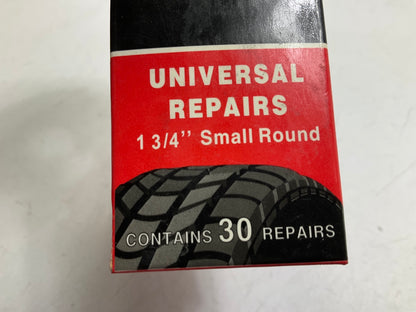 UNIVERSAL
REPAIRS
1 3/4’’ Small Round
CONTAINS 30 REPAIRS